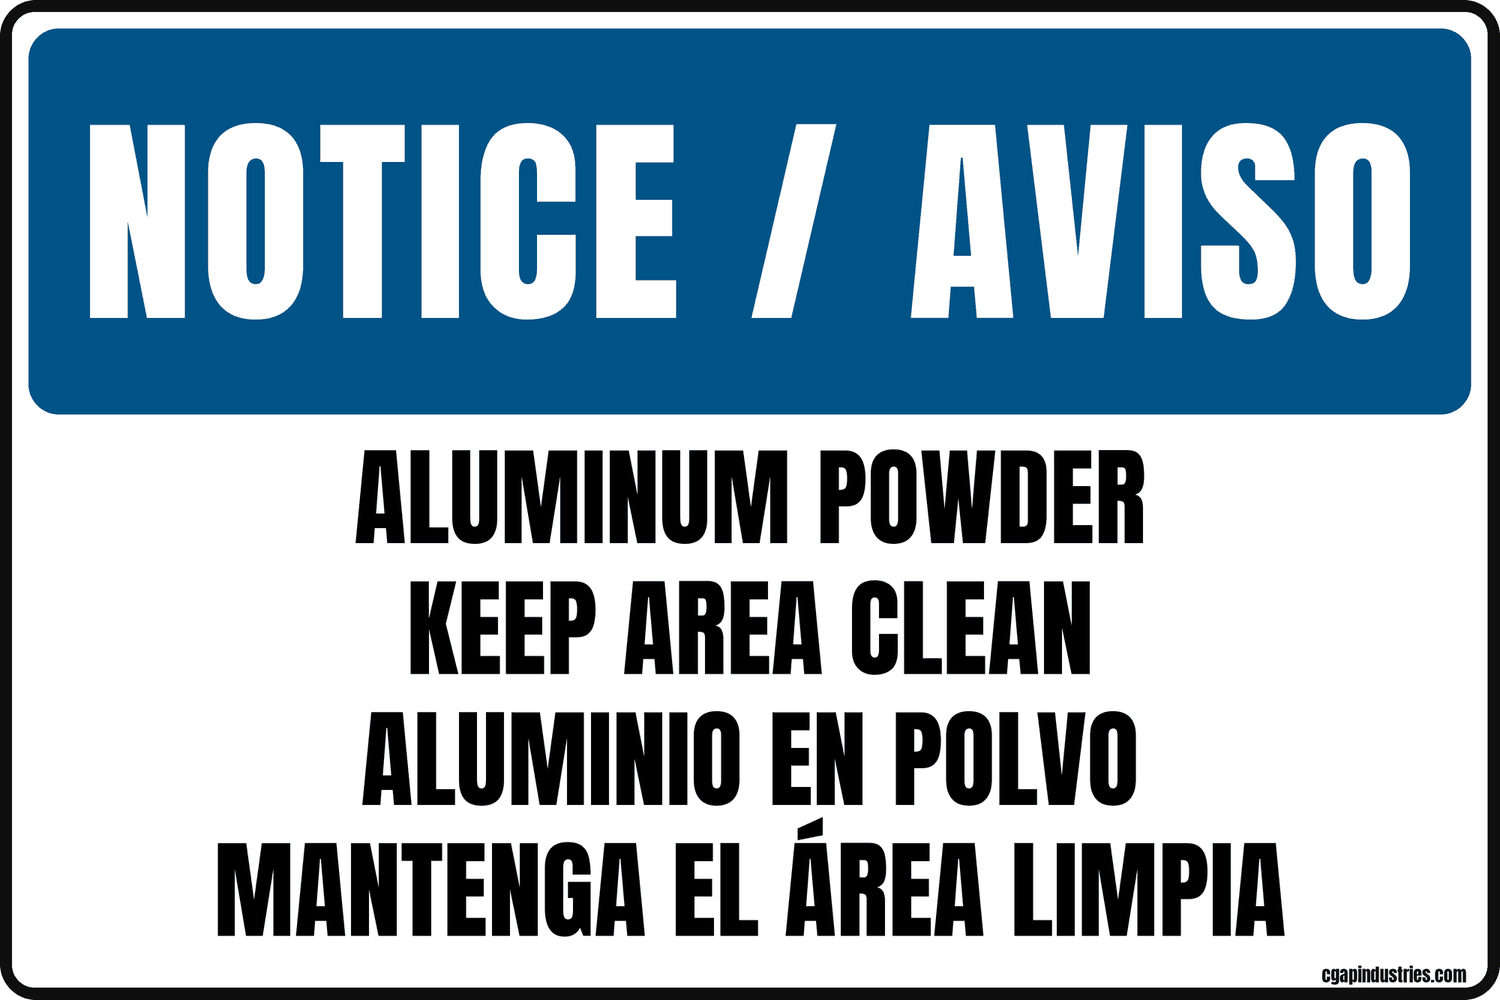 NOTICE / AVISO
ALUMINUM POWDER
KEEP AREA CLEAN
ALUMINIO EN POLVO
MANTENGA EL ÁREA LIMPIA
cgapindustries.com